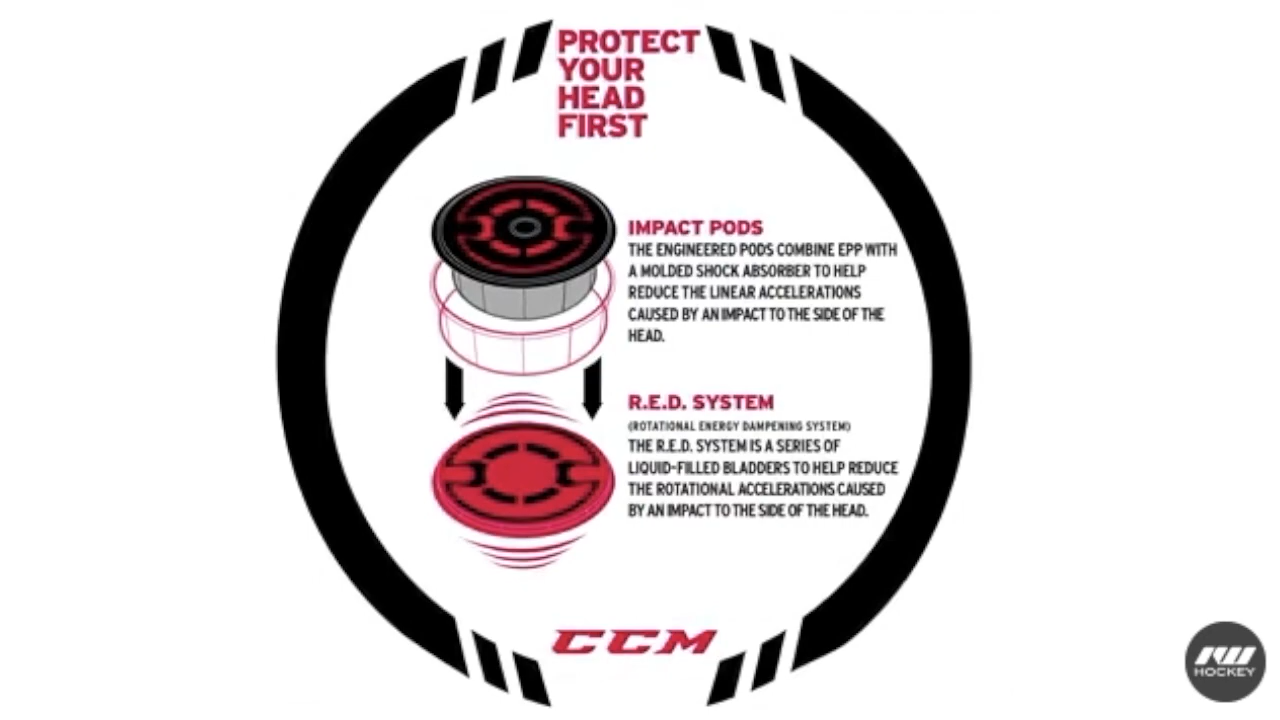 PROTECT
YOUR
HEAD
FIRST
IMPACT PODS
THE ENGINEERED PODS COMBINE EPP WITH
A MOLDED SHOCK ABSORBER TO HELP
REDUCE THE LINEAR ACCELERATIONS
CAUSED BY AN IMPACT TO THE SIDE OF THE
HEAD.
R.E.D. SYSTEM
(ROTATIONAL ENERGY DAMPENING SYSTEM)
THE R.E.D. SYSTEM IS A SERIES OF
LIQUID-FILLED BLADDERS TO HELP REDUCE
THE ROTATIONAL ACCELERATIONS CAUSED
BY AN IMPACT TO THE SIDE OF THE HEAD.
CCM
HOCKEY